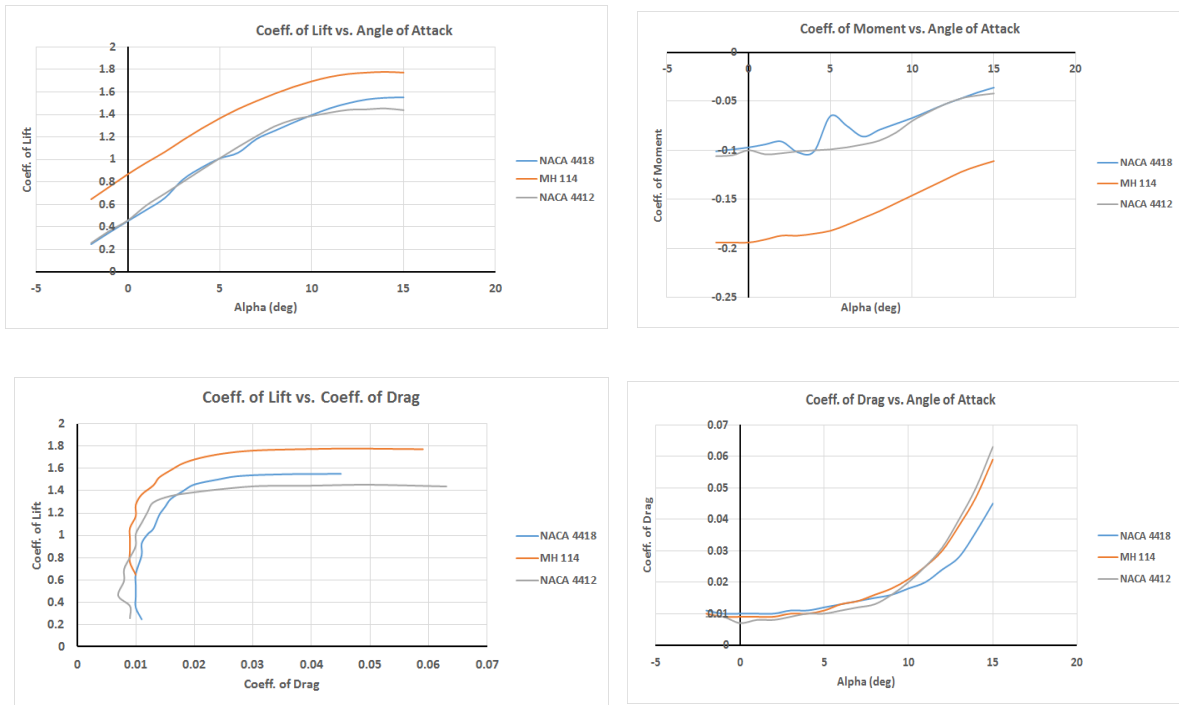 Coeff. of Lift vs. Angle of Attack
2
1.8
1.6
1.4
1.2
1
0.8
0.6
0.4
0.2
0
-5 0 5 10 15 20
Coeff. of Lift
Alpha (deg)
NACA 4418
MH 114
NACA 4412
Coeff. of Moment vs. Angle of Attack
0
-5 0 5 10 15 20
-0.05
-0.1
-0.15
-0.2
-0.25
Coeff. of Moment
Alpha (deg)
NACA 4418
MH 114
NACA 4412
Coeff. of Lift vs. Coeff. of Drag
2
1.8
1.6
1.4
1.2
1
0.8
0.6
0.4
0.2
0
0 0.01 0.02 0.03 0.04 0.05 0.06 0.07
Coeff. of Lift
Coeff. of Drag
NACA 4418
MH 114
NACA 4412
Coeff. of Drag vs. Angle of Attack
0.07
0.06
0.05
0.04
0.03
0.02
0.01
0
-5 0 5 10 15 20
Coeff. of Drag
Alpha (deg)
NACA 4418
MH 114
NACA 4412